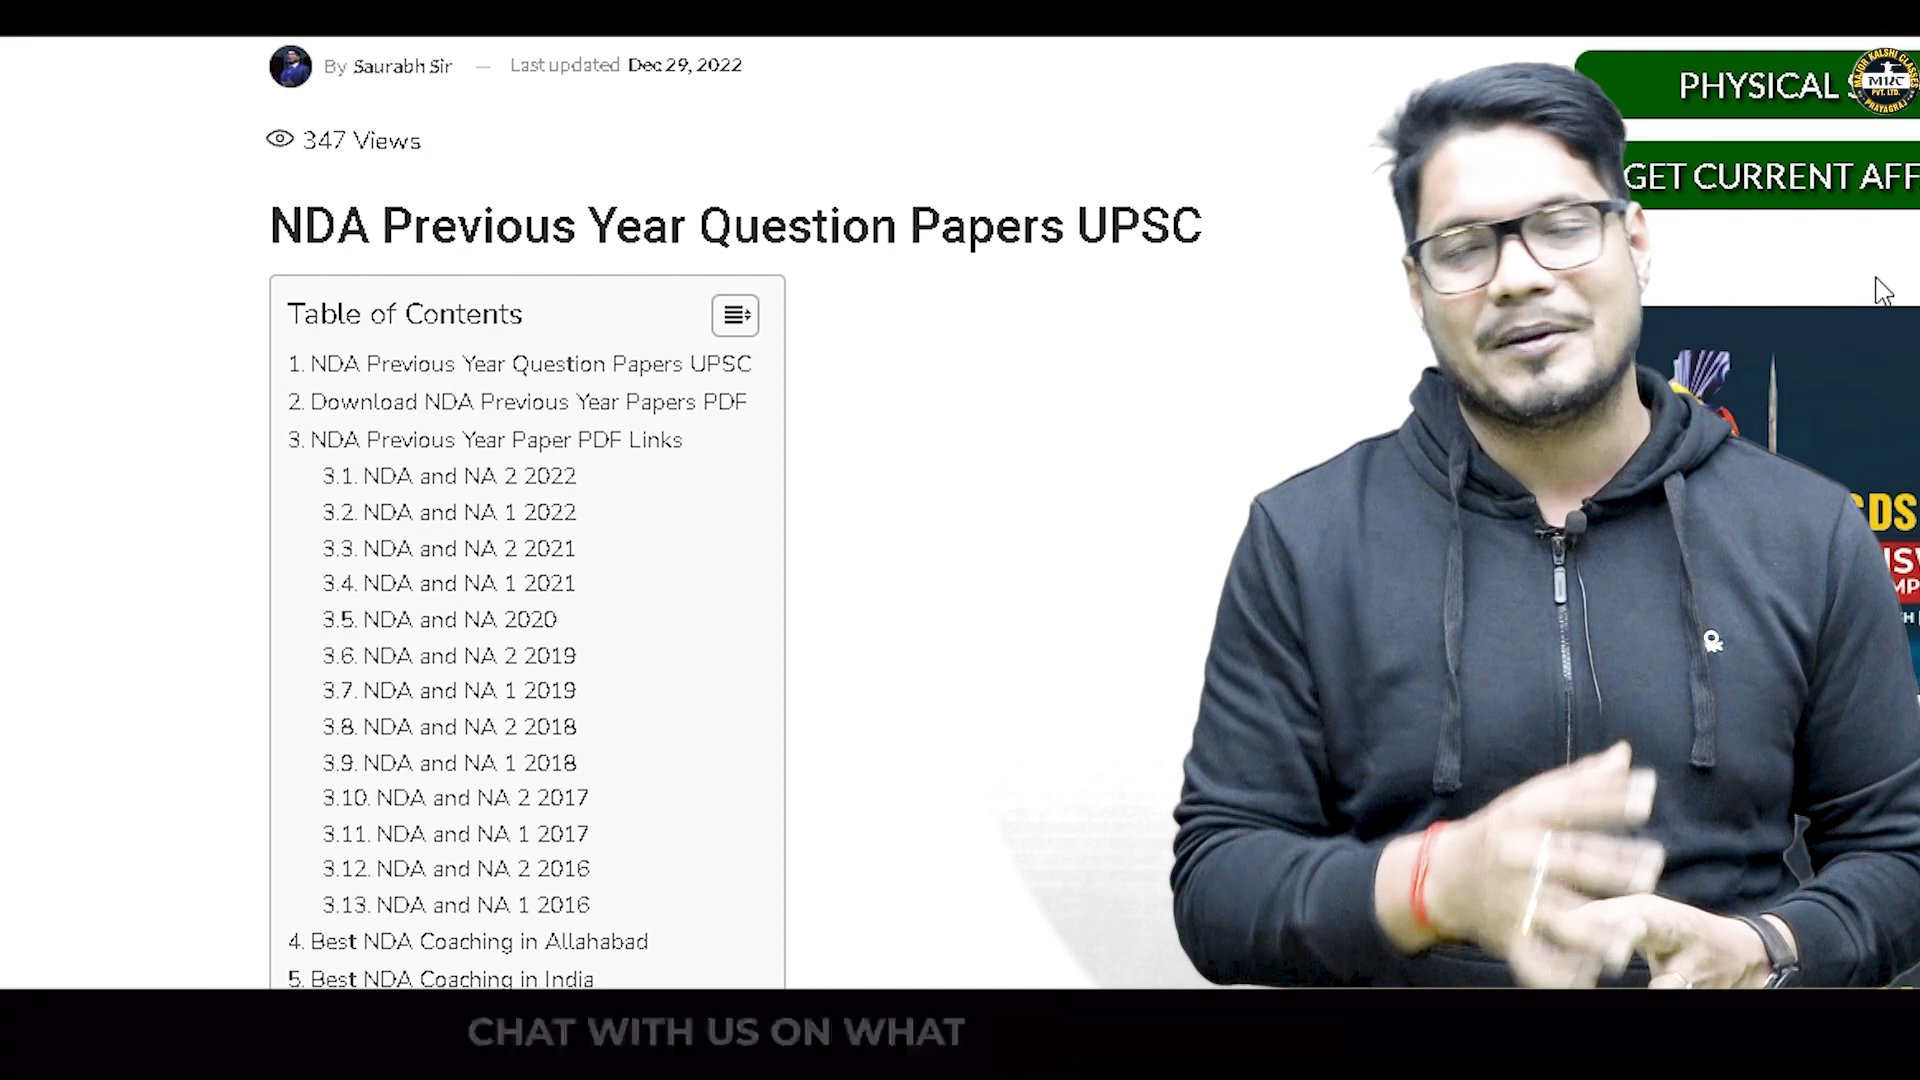 By Saurabh Sir — Last updated Dec 29, 2022
347 Views
PHYSICAL
MAJOR KALSHI CLASSES
MKC
PVT. LTD.
PRAYAGRAJ
GET CURRENT AFF
NDA Previous Year Question Papers UPSC
Table of Contents
1. NDA Previous Year Question Papers UPSC
2. Download NDA Previous Year Papers PDF
3. NDA Previous Year Paper PDF Links
3.1. NDA and NA 2 2022
3.2. NDA and NA 1 2022
3.3. NDA and NA 2 2021
3.4. NDA and NA 1 2021
3.5. NDA and NA 2020
3.6. NDA and NA 2 2019
3.7. NDA and NA 1 2019
3.8. NDA and NA 2 2018
3.9. NDA and NA 1 2018
3.10. NDA and NA 2 2017
3.11. NDA and NA 1 2017
3.12. NDA and NA 2 2016
3.13. NDA and NA 1 2016
4. Best NDA Coaching in Allahabad
5. Best NDA Coaching in India
CHAT WITH US ON WHAT